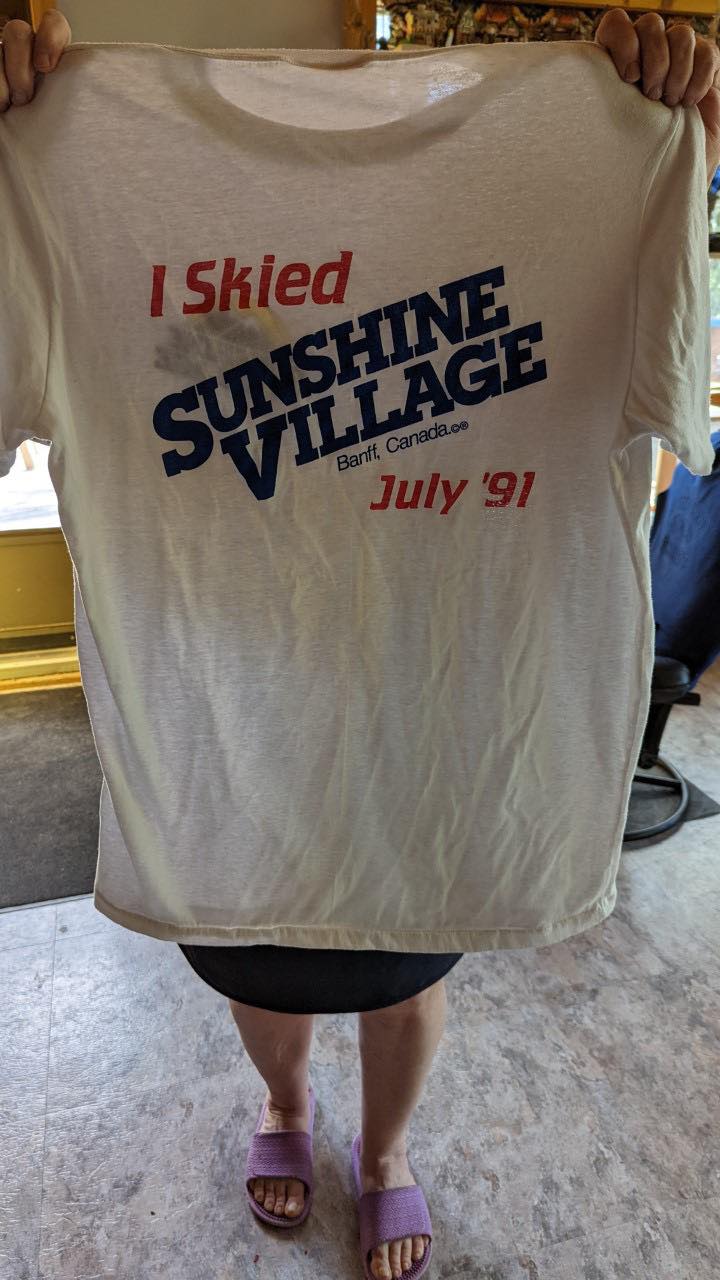 I Skied
SUNSHINE
VILLAGE
Banff, Canada.©®
July '91